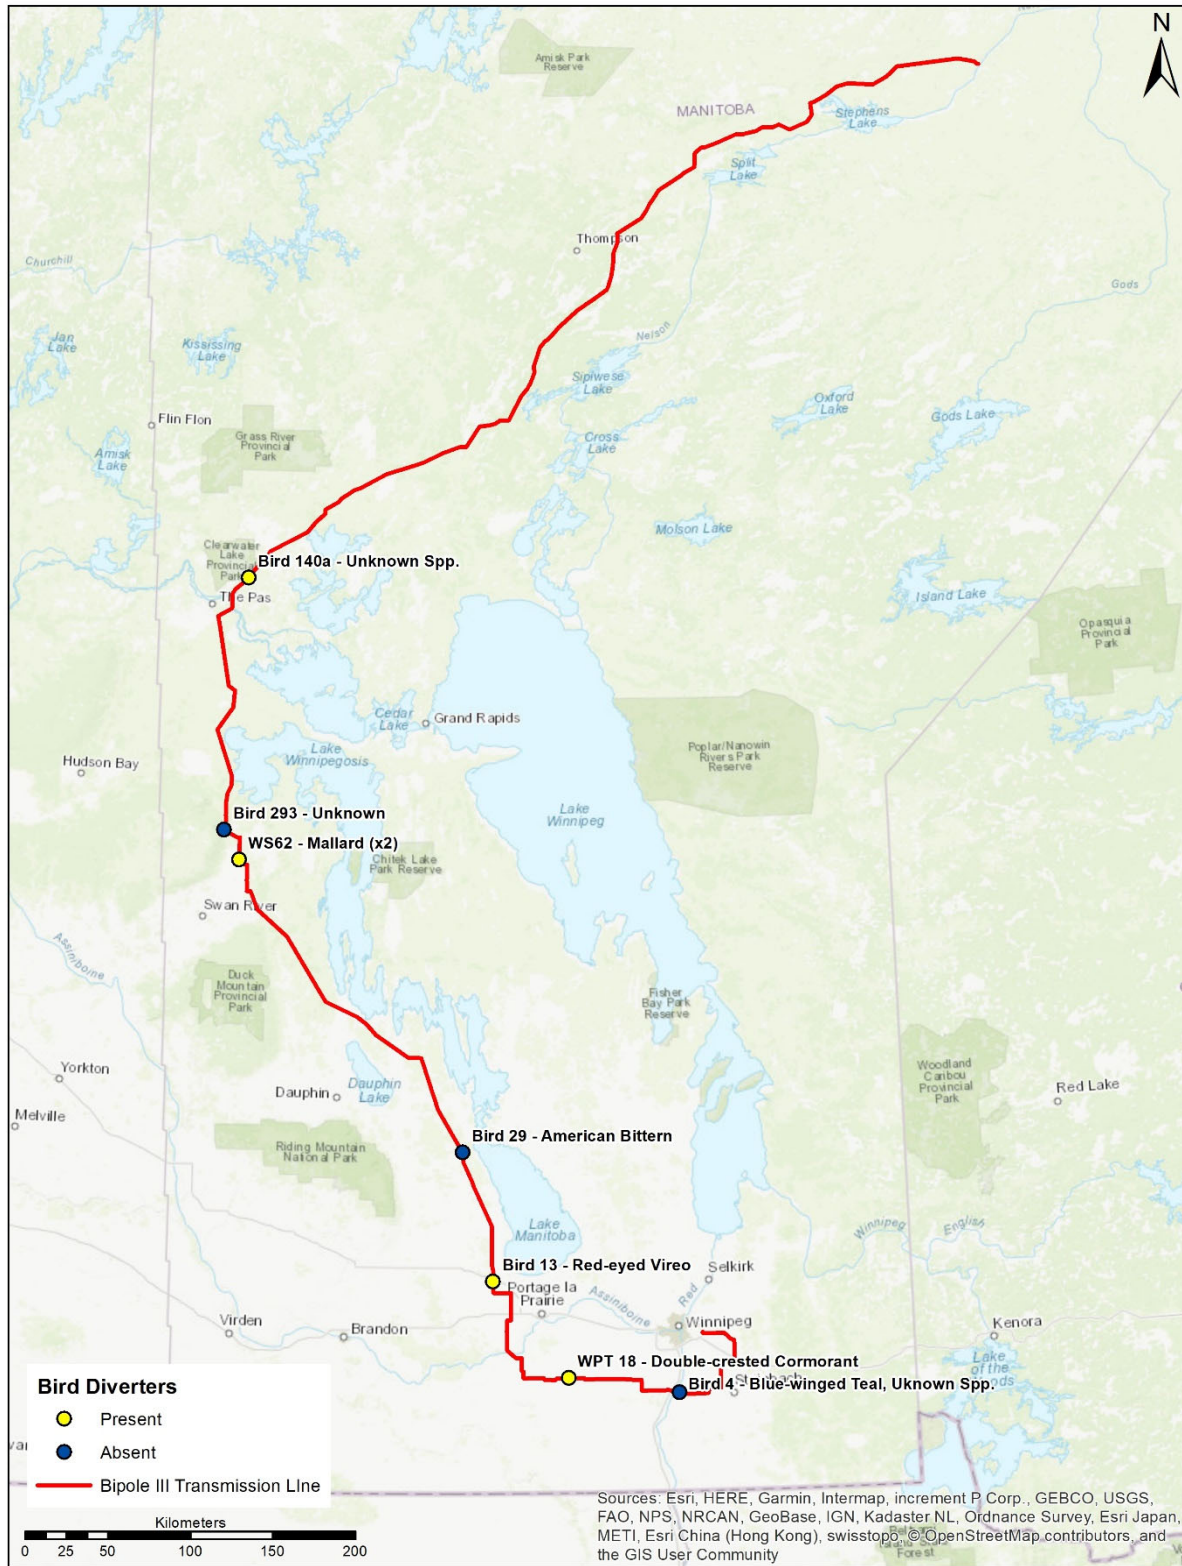 N
Amisk Park
Reserve
MANITOBA
Stephens
Lake
Split
Lake
Thompson
Churchill
Gods
Jan
Lake
Kississing
Lake
Nelson
Sipiwese
Lake
Oxford
Lake
Gods Lake
Flin Flon
Grass River
Provincial
Park
Cross
Lake
Amisk
Lake
Molson Lake
Clearwater
Lake
Provincial
Park
Bird 140a - Unknown Spp.
The Pas
Island Lake
Opasquia
Provincial
Park
Cedar
Lake
Grand Rapids
Lake
Winnipegosis
Poplar/Nanowin
Rivers Park
Reserve
Hudson Bay
Lake
Winnipeg
Bird 293 - Unknown
WS62 - Mallard (x2)
Chitek Lake
Park Reserve
Swan River
Assiniboine
Duck
Mountain
Provincial
Park
Fisher
Bay Park
Reserve
Yorkton
Dauphin
Dauphin
Lake
Woodland
Caribou
Provincial
Park
Red Lake
Melville
Bird 29 - American Bittern
Riding Mountain
National Park
Lake
Manitoba
Winnipeg
English
Bird 13 - Red-eyed Vireo
Selkirk
Portage la
Prairie
Assiniboine
Red
Winnipeg
Virden
Brandon
Kenora
Lake
of the
Woods
WPT 18 - Double-crested Cormorant
Bird 4 - Blue-winged Teal, Uknown Spp.
Bird Diverters
Present
Absent
Bipole III Transmission LIne
Kilometers
0 25 50 100 150 200
Sources: Esri, HERE, Garmin, Intermap, increment P Corp., GEBCO, USGS,
FAO, NPS, NRCAN, GeoBase, IGN, Kadaster NL, Ordnance Survey, Esri Japan,
METI, Esri China (Hong Kong), swisstopo, © OpenStreetMap contributors, and
the GIS User Community
Forest